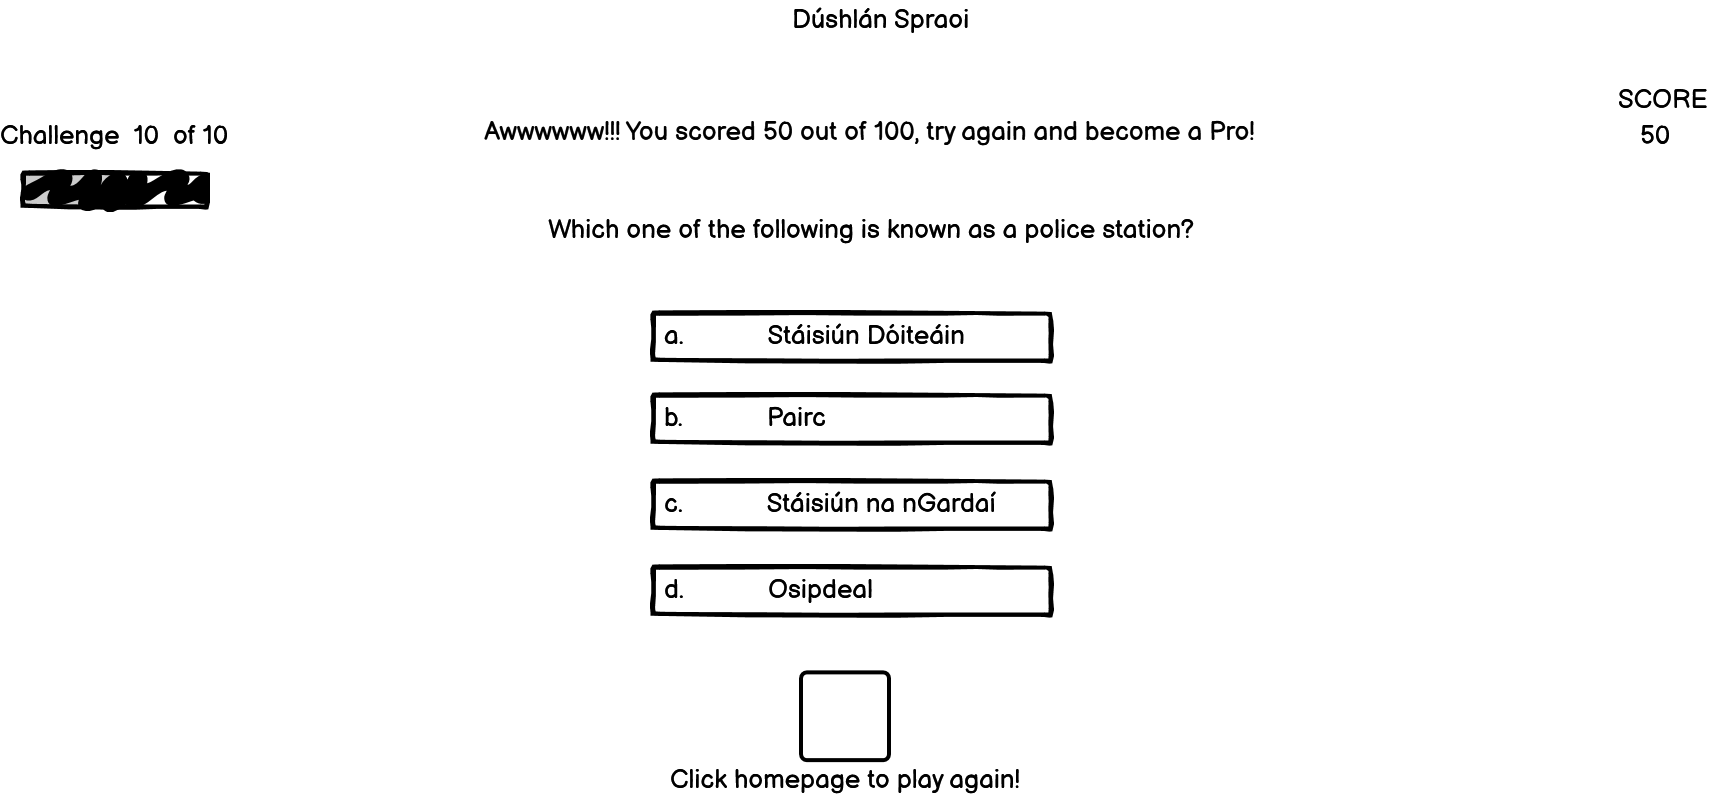 Dúshlán Spraoi
SCORE
50
Challenge 10 of 10
Awwwwww!!! You scored 50 out of 100, try again and become a Pro!
Which one of the following is known as a police station?
a. Stáisiún Dóiteáin
b. Pairc
c. Stáisiún na nGardaí
d. Osipdeal
Click homepage to play again!